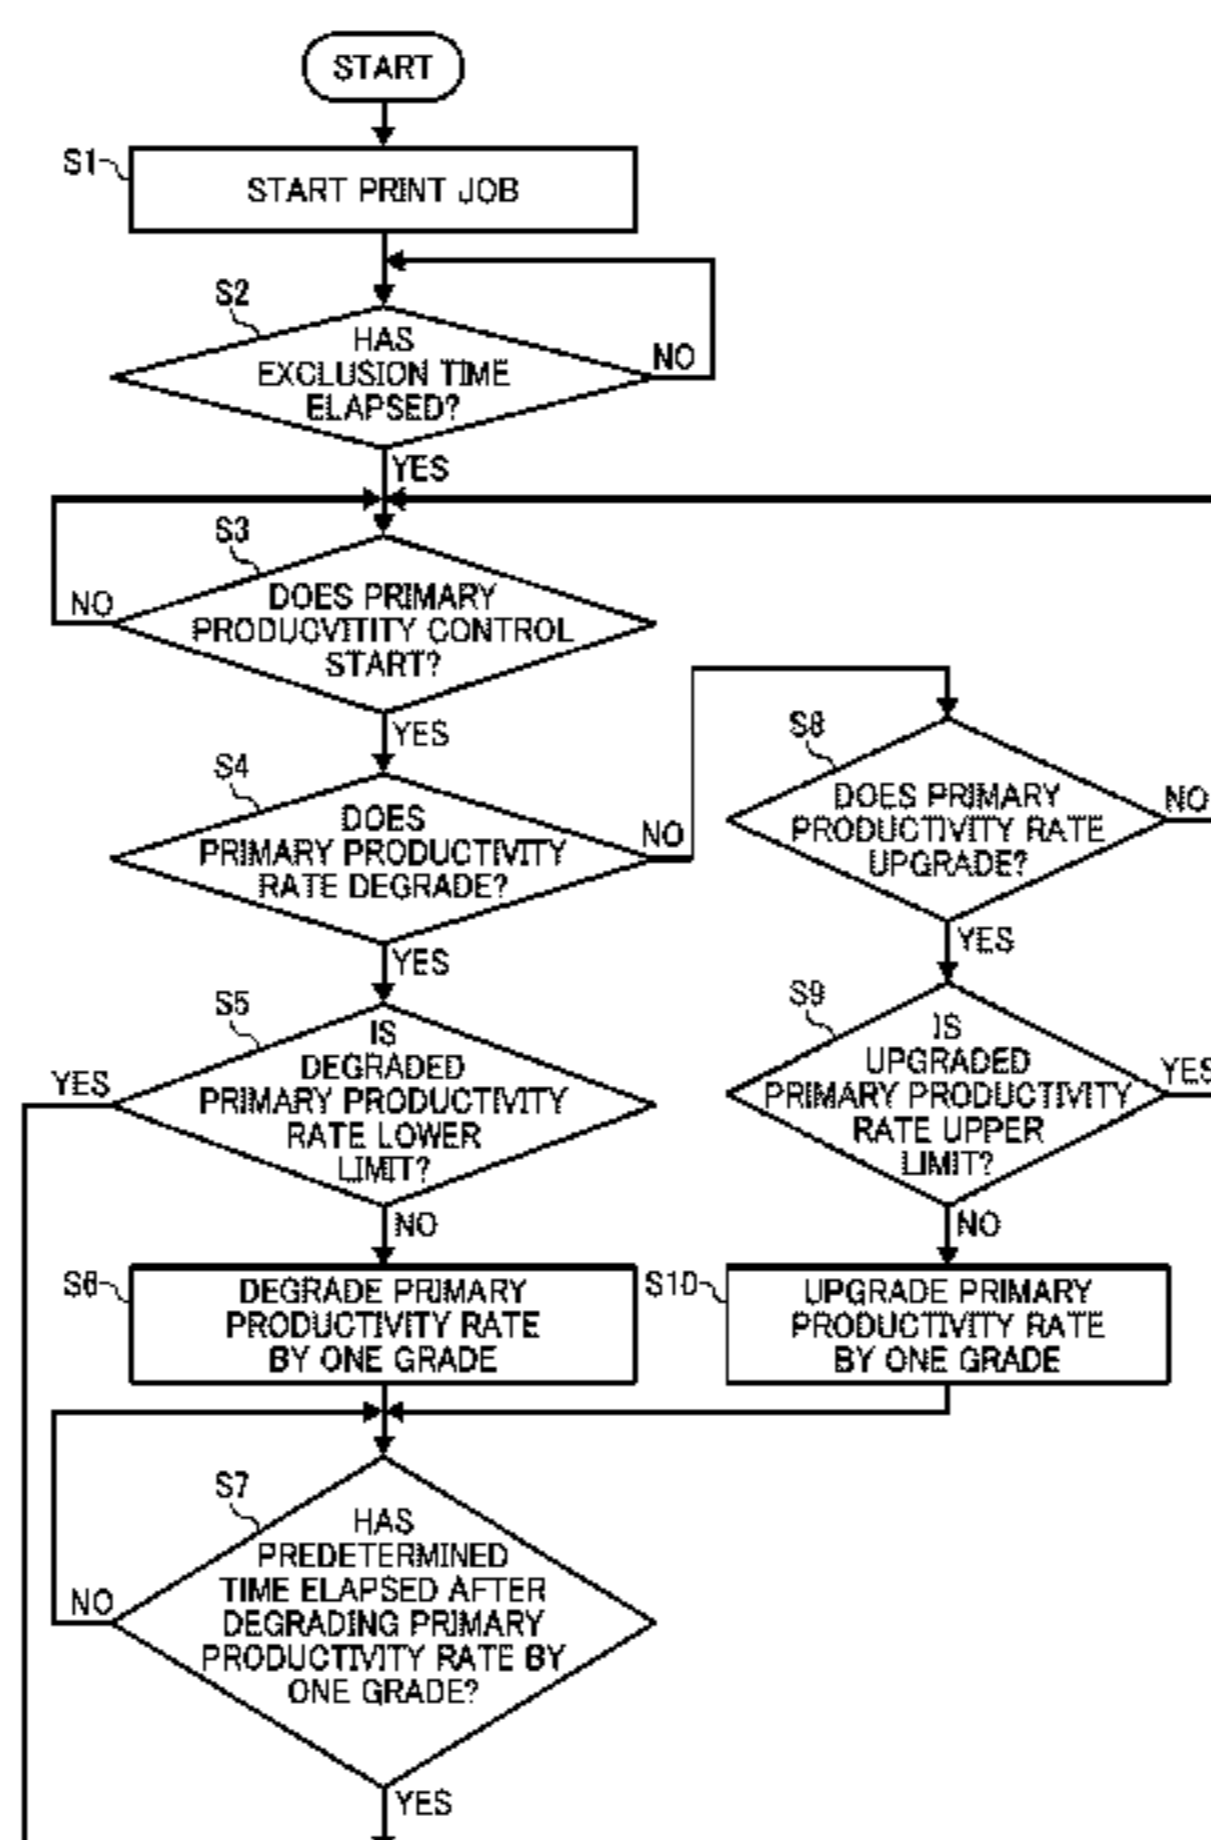 START
S1
START PRINT JOB
S2
HAS
EXCLUSION TIME
ELAPSED?
NO
YES
S3
DOES PRIMARY
PRODUCVITITY CONTROL
START?
NO
YES
S4
DOES
PRIMARY PRODUCTIVITY
RATE DEGRADE?
NO
YES
S8
DOES PRIMARY
PRODUCTIVITY RATE
UPGRADE?
NO
YES
S5
IS
DEGRADED
PRIMARY PRODUCTIVITY
RATE LOWER
LIMIT?
YES
NO
S9
IS
UPGRADED
PRIMARY PRODUCTIVITY
RATE UPPER
LIMIT?
YES
NO
S6
DEGRADE PRIMARY
PRODUCTIVITY RATE
BY ONE GRADE
S10
UPGRADE PRIMARY
PRODUCTIVITY RATE
BY ONE GRADE
S7
HAS
PREDETERMINED
TIME ELAPSED AFTER
DEGRADING PRIMARY
PRODUCTIVITY RATE BY
ONE GRADE?
NO
YES